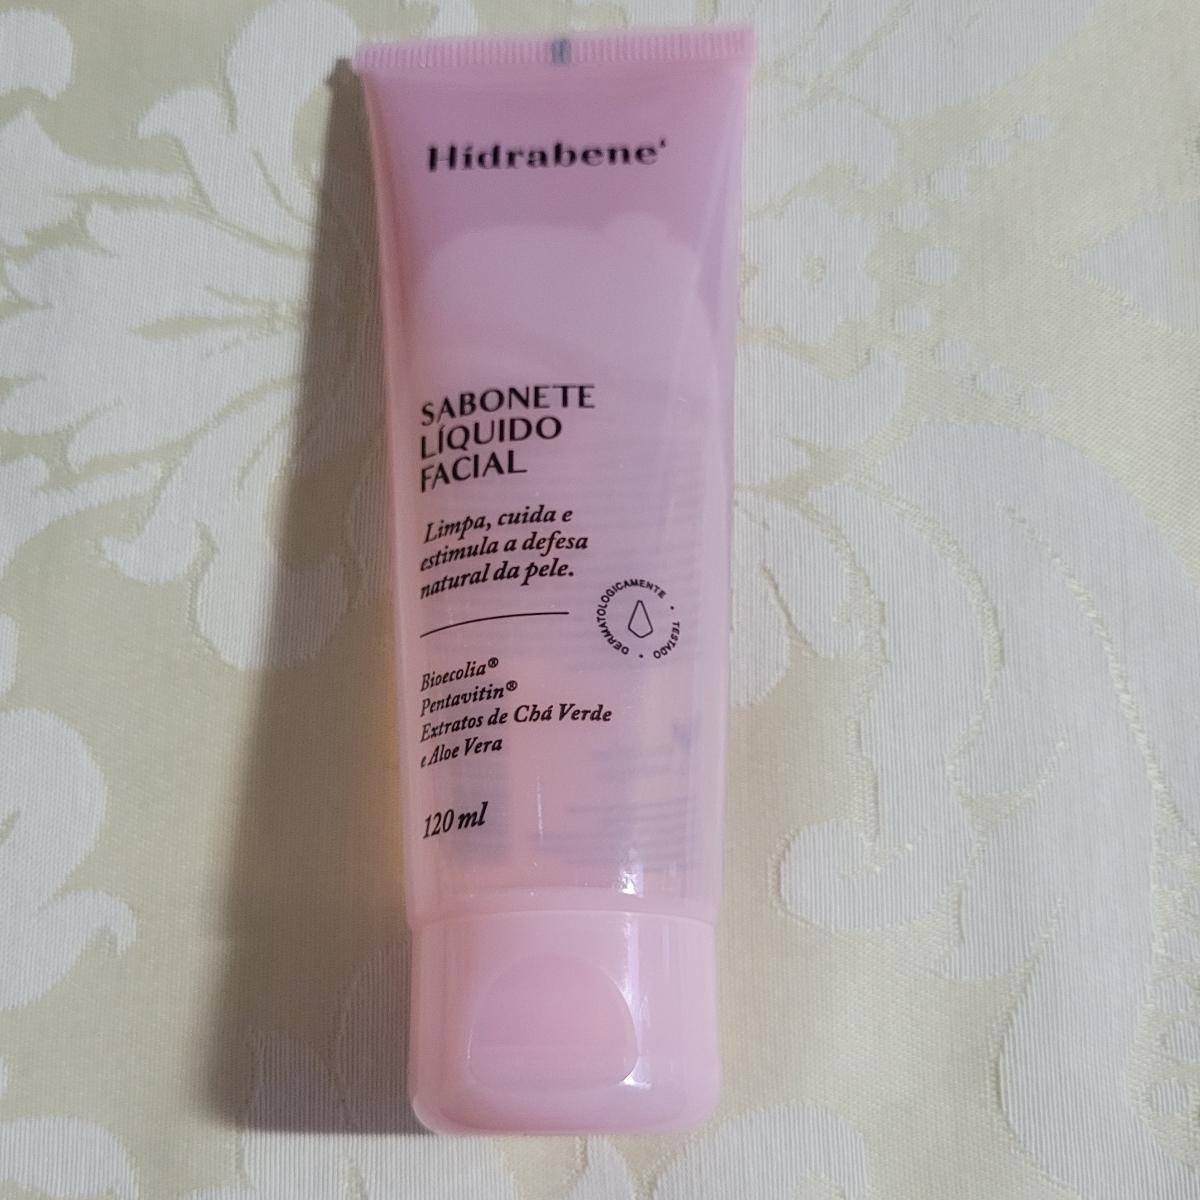 Hidrabene
SABONETE
LÍQUIDO
FACIAL
Limpa, cuida e
estimula a defesa
natural da pele.
DERMATOLOGICAMENTE • TESTADO •
Bioecolia®
Pentavitin®
Extratos de Chá Verde
e Aloe Vera
120 ml